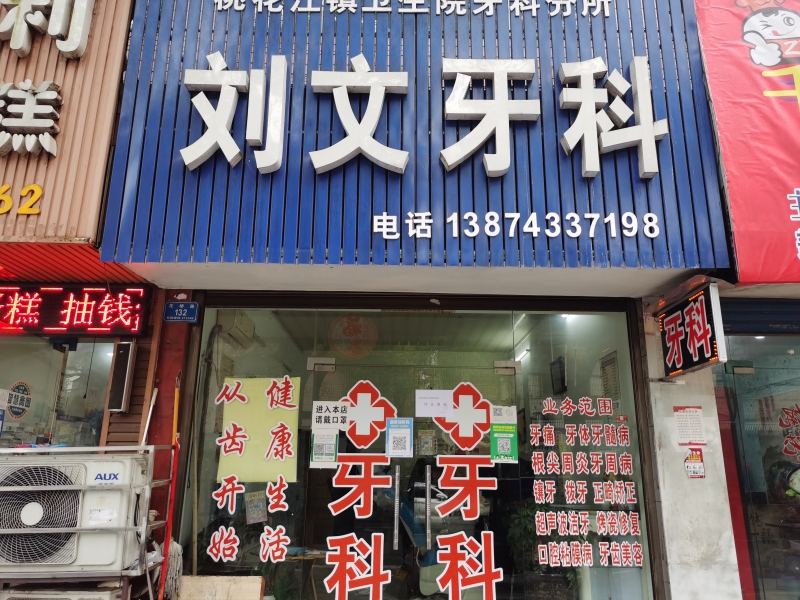 桃花江镇卫生院牙科分所
刘文牙科
电话 13874337198
糕
62
糕 抽钱
132
牙科
AUX
健康生活
从齿开始
进入本店
请戴口罩
牙科
牙科
业务范围
牙痛 牙体牙髓病
根尖周炎牙周病
镶牙 拔牙 正畸矫正
超声波洁牙 烤瓷修复
口腔粘膜病 牙齿美容